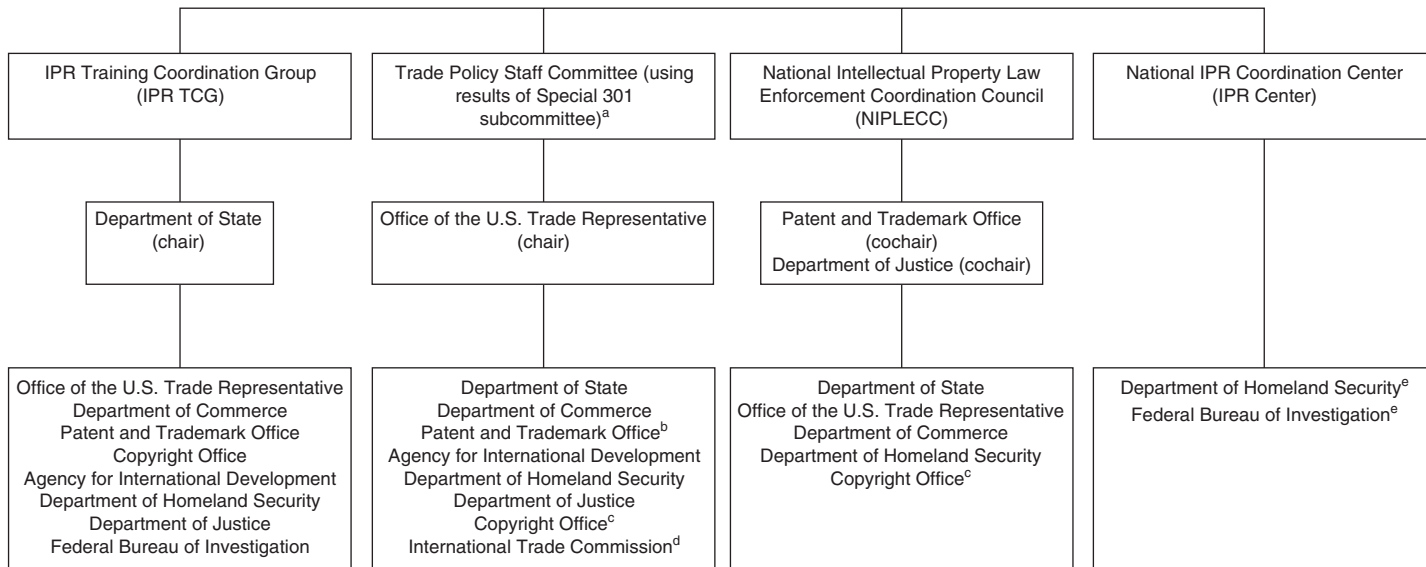 IPR Training Coordination Group
(IPR TCG)
Trade Policy Staff Committee (using
results of Special 301
subcommittee)a
National Intellectual Property Law
Enforcement Coordination Council
(NIPLECC)
National IPR Coordination Center
(IPR Center)
Department of State
(chair)
Office of the U.S. Trade Representative
(chair)
Patent and Trademark Office
(cochair)
Department of Justice (cochair)
Office of the U.S. Trade Representative
Department of Commerce
Patent and Trademark Office
Copyright Office
Agency for International Development
Department of Homeland Security
Department of Justice
Federal Bureau of Investigation
Department of State
Department of Commerce
Patent and Trademark Officeb
Agency for International Development
Department of Homeland Security
Department of Justice
Copyright Officec
International Trade Commissiond
Department of State
Office of the U.S. Trade Representative
Department of Commerce
Department of Homeland Security
Copyright Officec
Department of Homeland Securitye
Federal Bureau of Investigatione